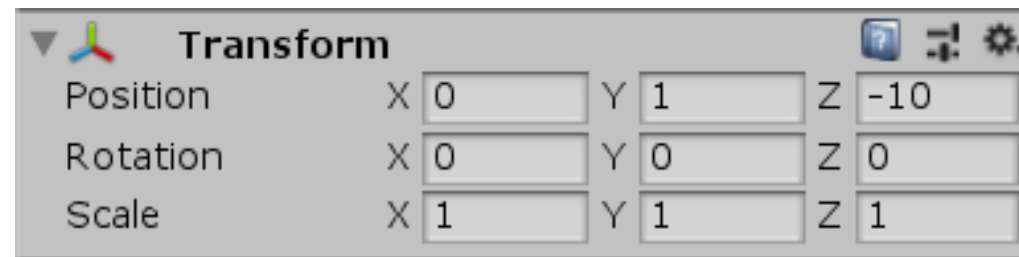 Transform
Position X 0 Y 1 Z -10
Rotation X 0 Y 0 Z 0
Scale X 1 Y 1 Z 1